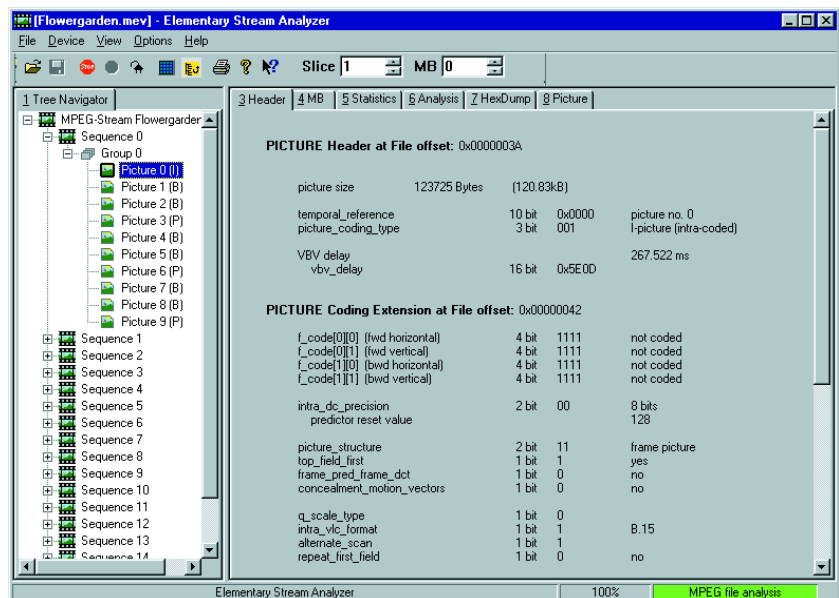 [Flowergarden.mev] - Elementary Stream Analyzer
File Device View Options Help
STOP Slice 1 MB 0
1 Tree Navigator
MPEG-Stream Flowergarden
Sequence 0
Group 0
Picture 0 (I)
Picture 1 (B)
Picture 2 (B)
Picture 3 (P)
Picture 4 (B)
Picture 5 (B)
Picture 6 (P)
Picture 7 (B)
Picture 8 (B)
Picture 9 (P)
Sequence 1
Sequence 2
Sequence 3
Sequence 4
Sequence 5
Sequence 6
Sequence 7
Sequence 8
Sequence 9
Sequence 10
Sequence 11
Sequence 12
Sequence 13
Sequence 14
3 Header 4 MB 5 Statistics 6 Analysis 7 HexDump 8 Picture
PICTURE Header at File offset: 0x0000003A
picture size 123725 Bytes (120.83kB)
temporal_reference 10 bit 0x0000 picture no. 0
picture_coding_type 3 bit 001 I-picture (intra-coded)
VBV delay 267.522 ms
vbv_delay 16 bit 0x5E0D
PICTURE Coding Extension at File offset: 0x00000042
f_code[0][0] (fwd horizontal) 4 bit 1111 not coded
f_code[0][1] (fwd vertical) 4 bit 1111 not coded
f_code[1][0] (bwd horizontal) 4 bit 1111 not coded
f_code[1][1] (bwd vertical) 4 bit 1111 not coded
intra_dc_precision 2 bit 00 8 bits
predictor reset value 128
picture_structure 2 bit 11 frame picture
top_field_first 1 bit 1 yes
frame_pred_frame_dct 1 bit 0 no
concealment_motion_vectors 1 bit 0 no
q_scale_type 1 bit 0
intra_vlc_format 1 bit 1 B.15
alternate_scan 1 bit 1
repeat_first_field 1 bit 0 no
Elementary Stream Analyzer 100% MPEG file analysis